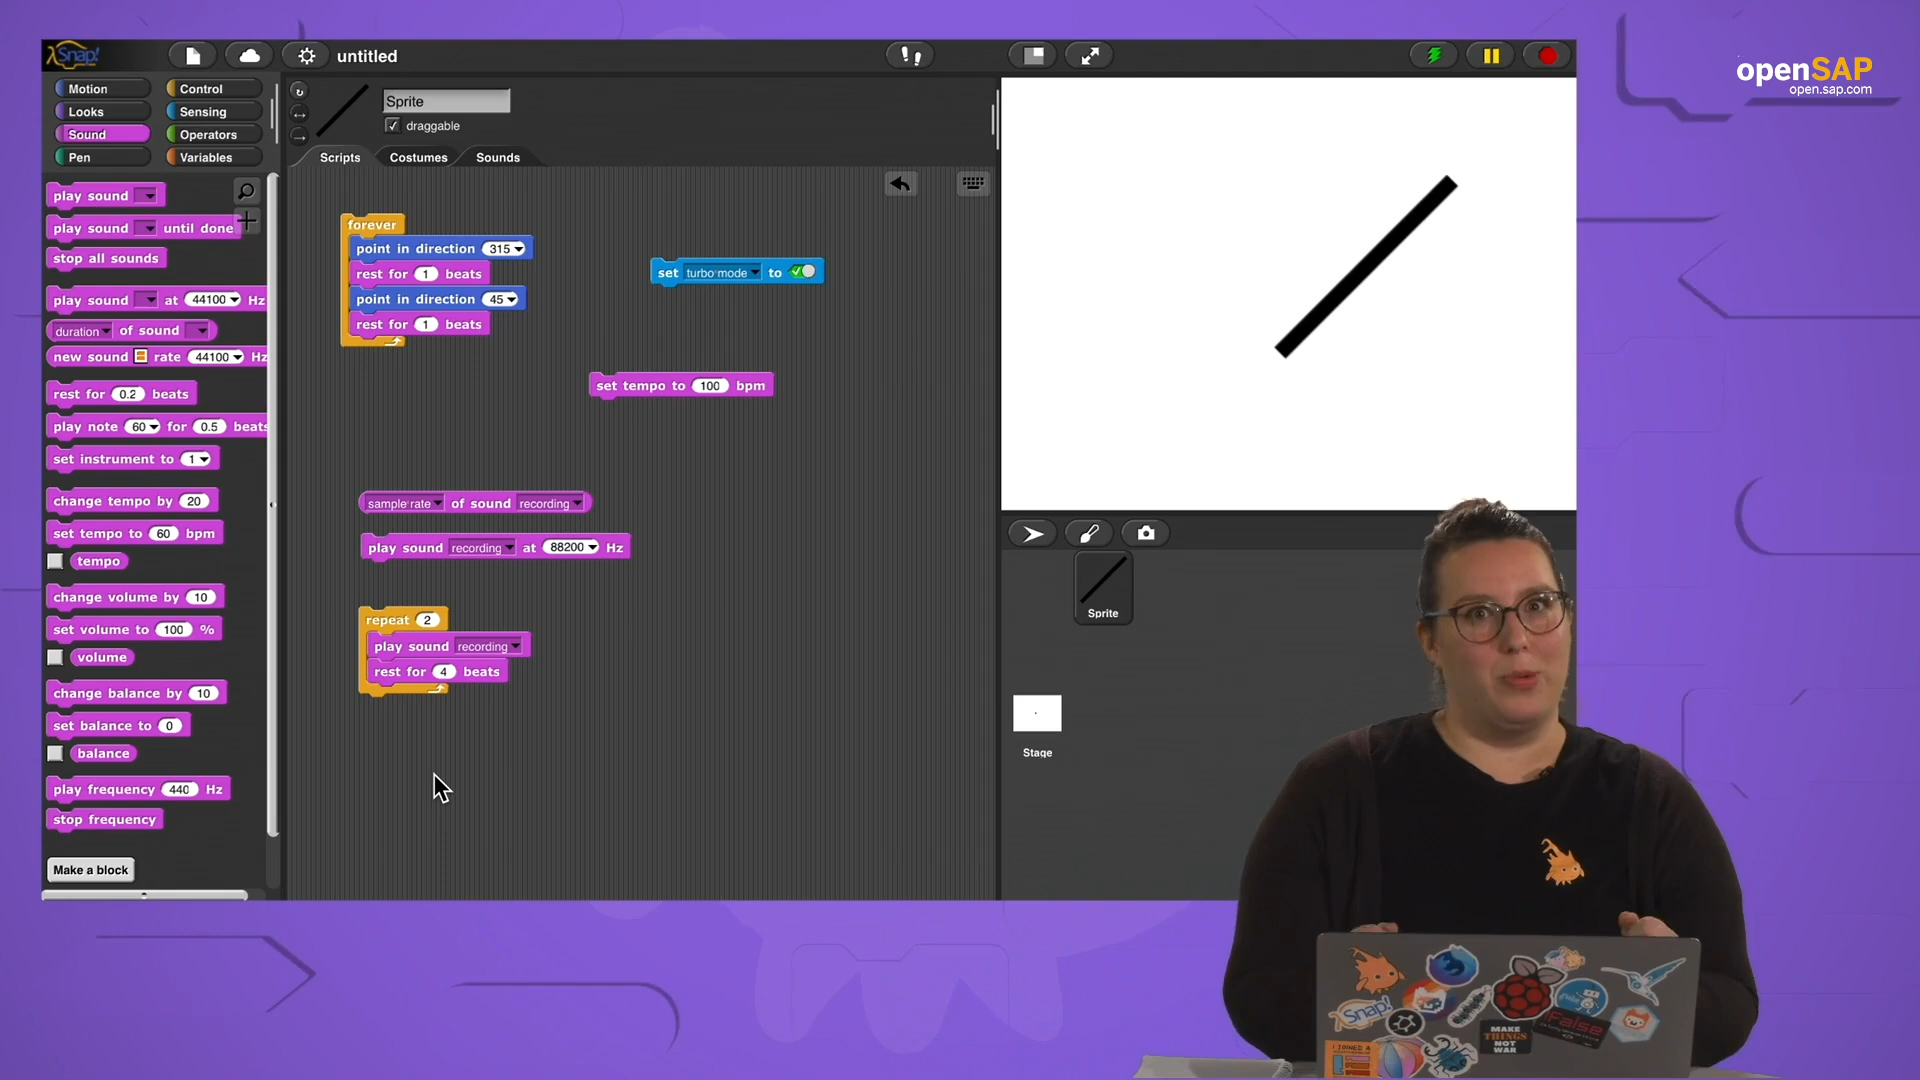 Snap!
untitled
openSAP
open.sap.com
Motion
Control
Looks
Sensing
Sound
Operators
Pen
Variables
Sprite
draggable
Scripts
Costumes
Sounds
play sound
play sound until done
stop all sounds
play sound at 44100 Hz
duration of sound
new sound rate 44100 Hz
rest for 0.2 beats
play note 60 for 0.5 beats
set instrument to 1
change tempo by 20
set tempo to 60 bpm
tempo
change volume by 10
set volume to 100 %
volume
change balance by 10
set balance to 0
balance
play frequency 440 Hz
stop frequency
Make a block
forever
point in direction 315
rest for 1 beats
point in direction 45
rest for 1 beats
set turbo mode to
set tempo to 100 bpm
sample rate of sound recording
play sound recording at 88200 Hz
repeat 2
play sound recording
rest for 4 beats
Sprite
Stage
Snap!
MAKE
THINGS
NOT
WAR
False
I JOINED A